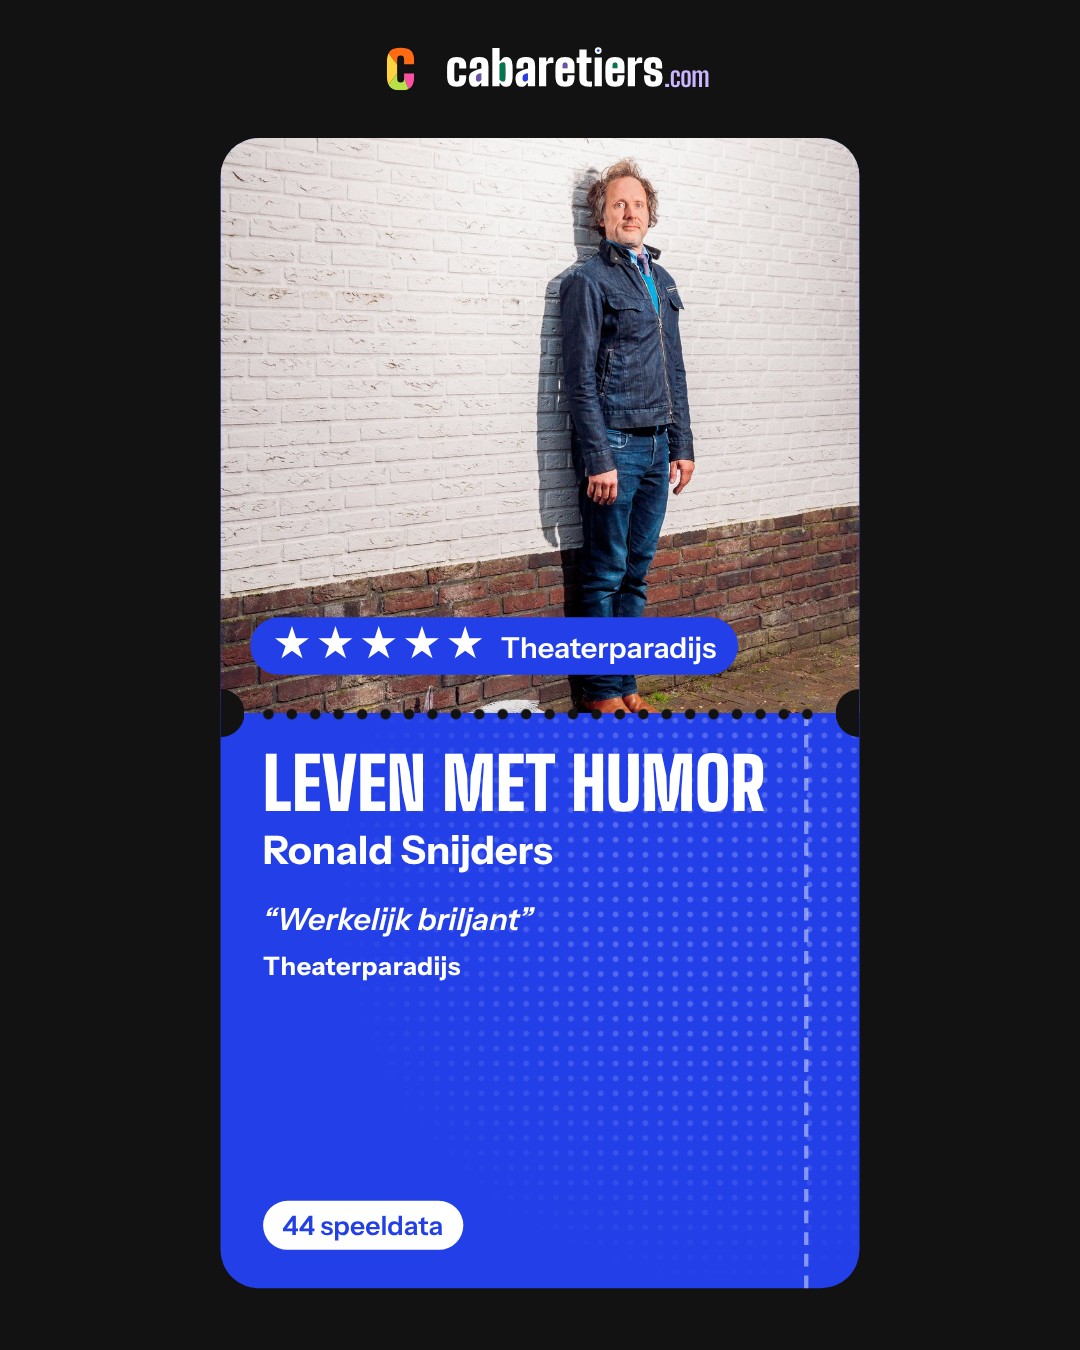 cabaretiers.com
★★★★★ Theaterparadijs
LEVEN MET HUMOR
Ronald Snijders
“Werkelijk briljant”
Theaterparadijs
44 speeldata